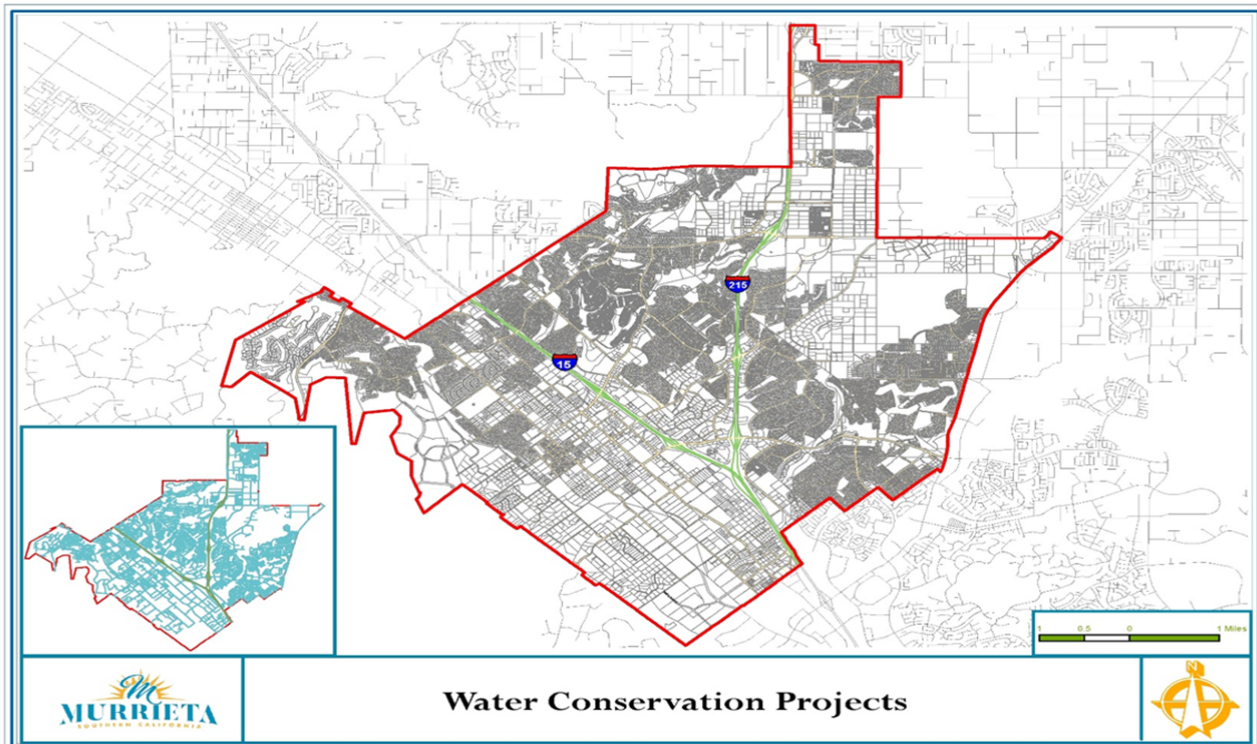 215
15
1 0.5 0 1 Miles
M
MURRIETA
SOUTHERN CALIFORNIA
Water Conservation Projects
N